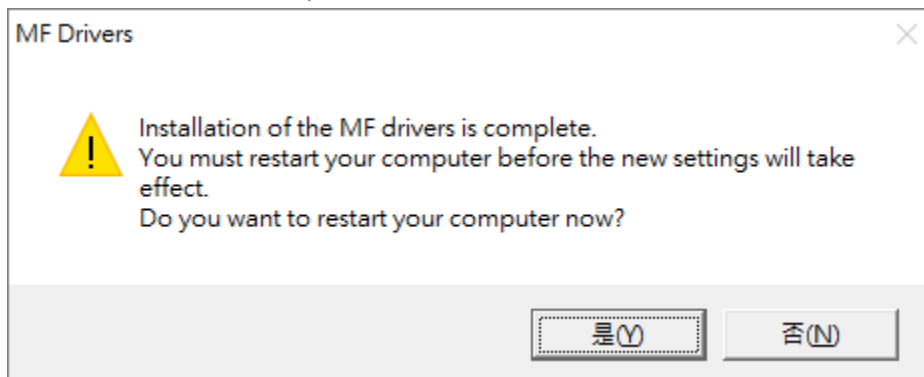 MF Drivers
Installation of the MF drivers is complete.
You must restart your computer before the new settings will take
effect.
Do you want to restart your computer now?
是(Y) 否(N)